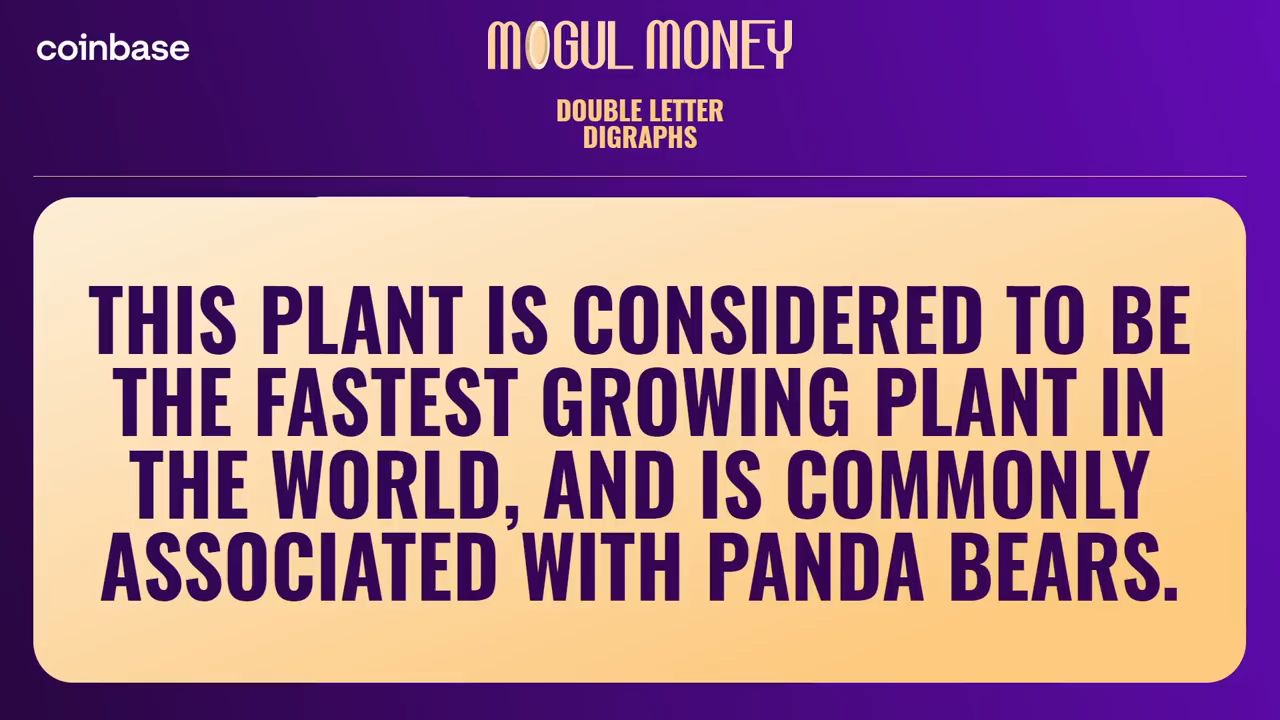 coinbase
MOGUL MONEY
DOUBLE LETTER
DIGRAPHS
THIS PLANT IS CONSIDERED TO BE
THE FASTEST GROWING PLANT IN
THE WORLD, AND IS COMMONLY
ASSOCIATED WITH PANDA BEARS.